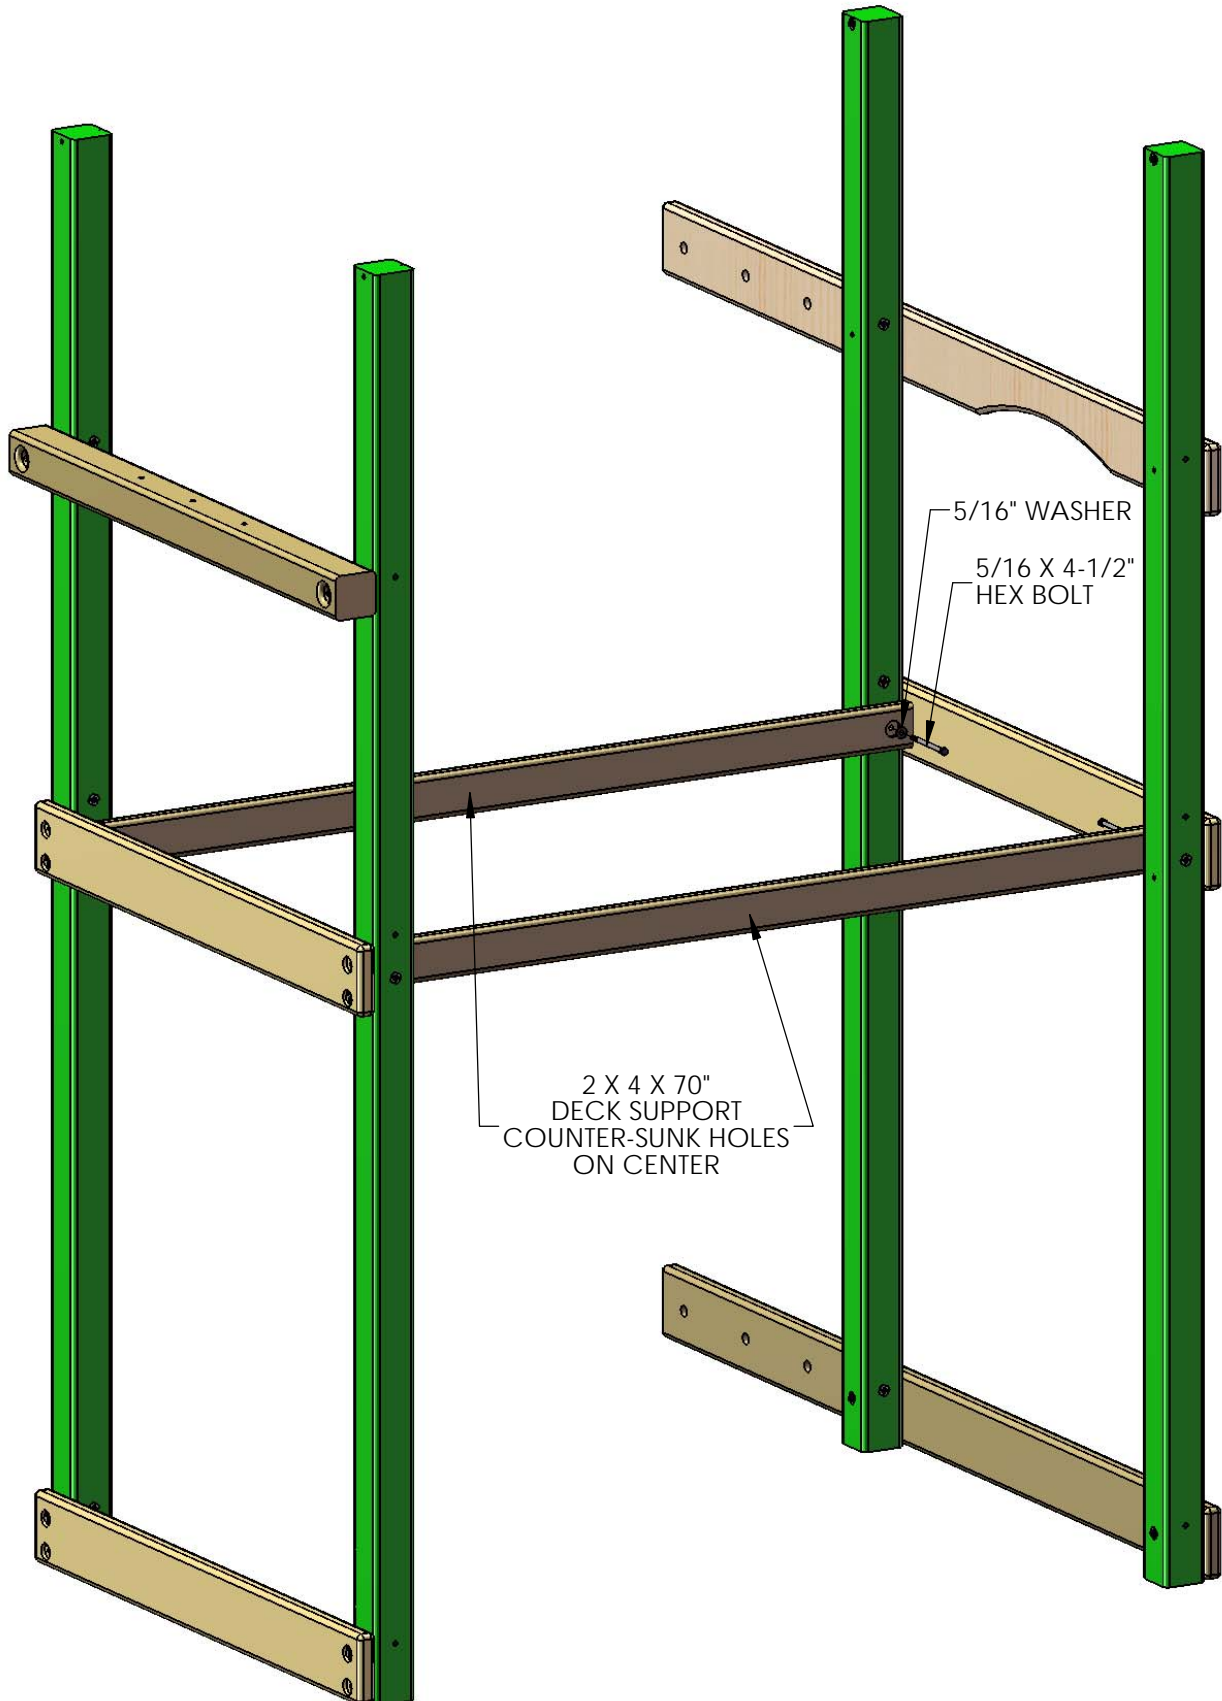 5/16" WASHER
5/16 X 4-1/2"
HEX BOLT
2 X 4 X 70"
DECK SUPPORT
COUNTER-SUNK HOLES
ON CENTER